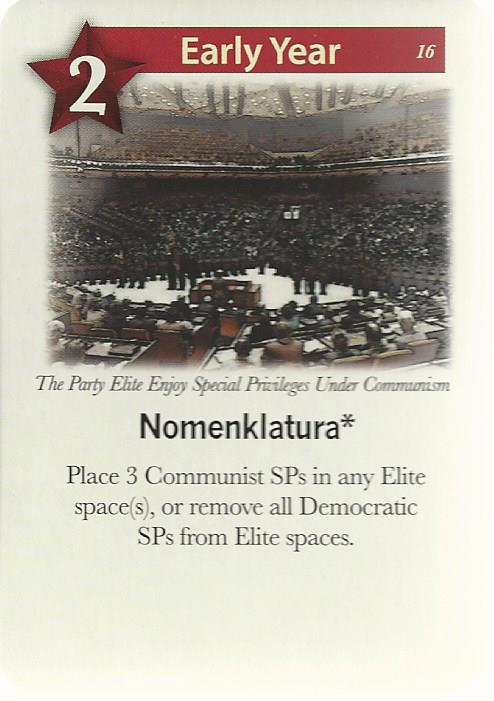 2
Early Year
16
The Party Elite Enjoy Special Privileges Under Communism
Nomenklatura*
Place 3 Communist SPs in any Elite
space(s), or remove all Democratic
SPs from Elite spaces.